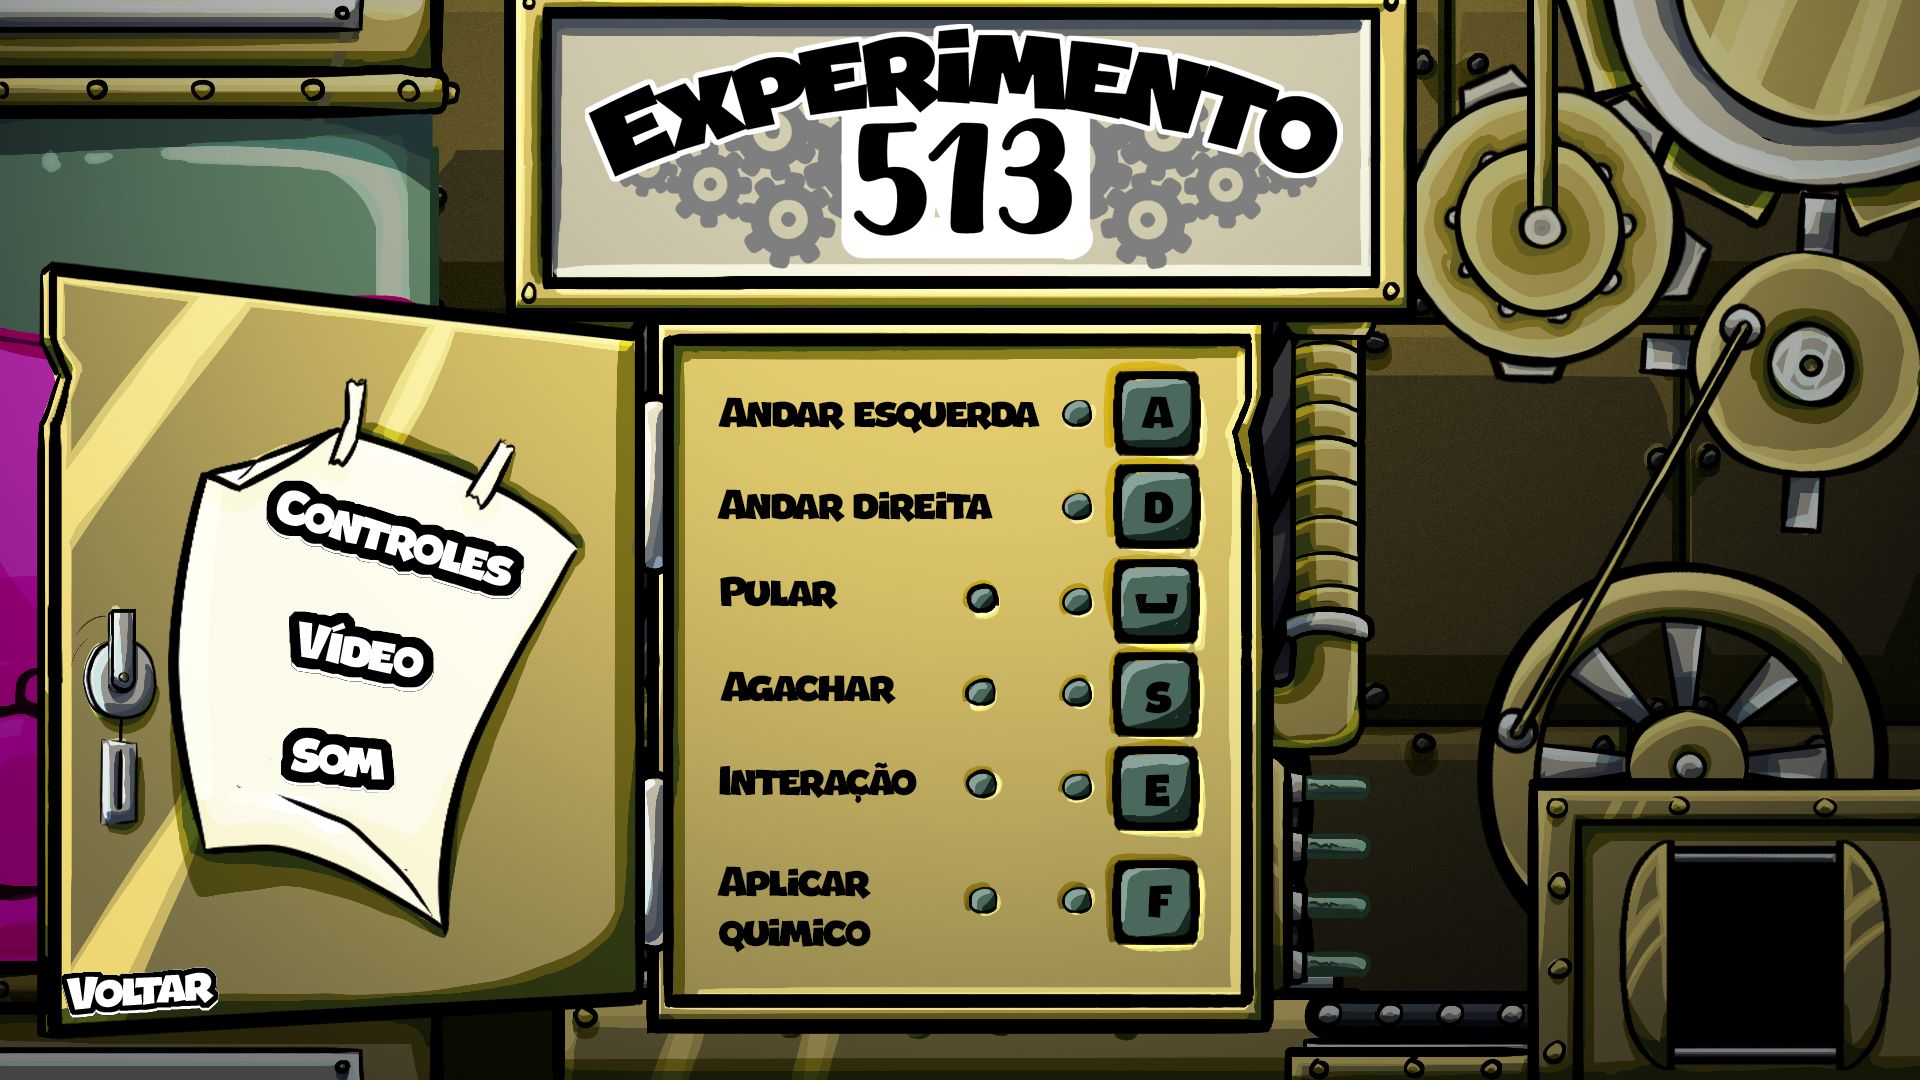 EXPERIMENTO
513
CONTROLES
VÍDEO
SOM
VOLTAR
ANDAR ESQUERDA A
ANDAR DIREITA D
PULAR
AGACHAR S
INTERAÇÃO E
APLICAR
QUIMICO F